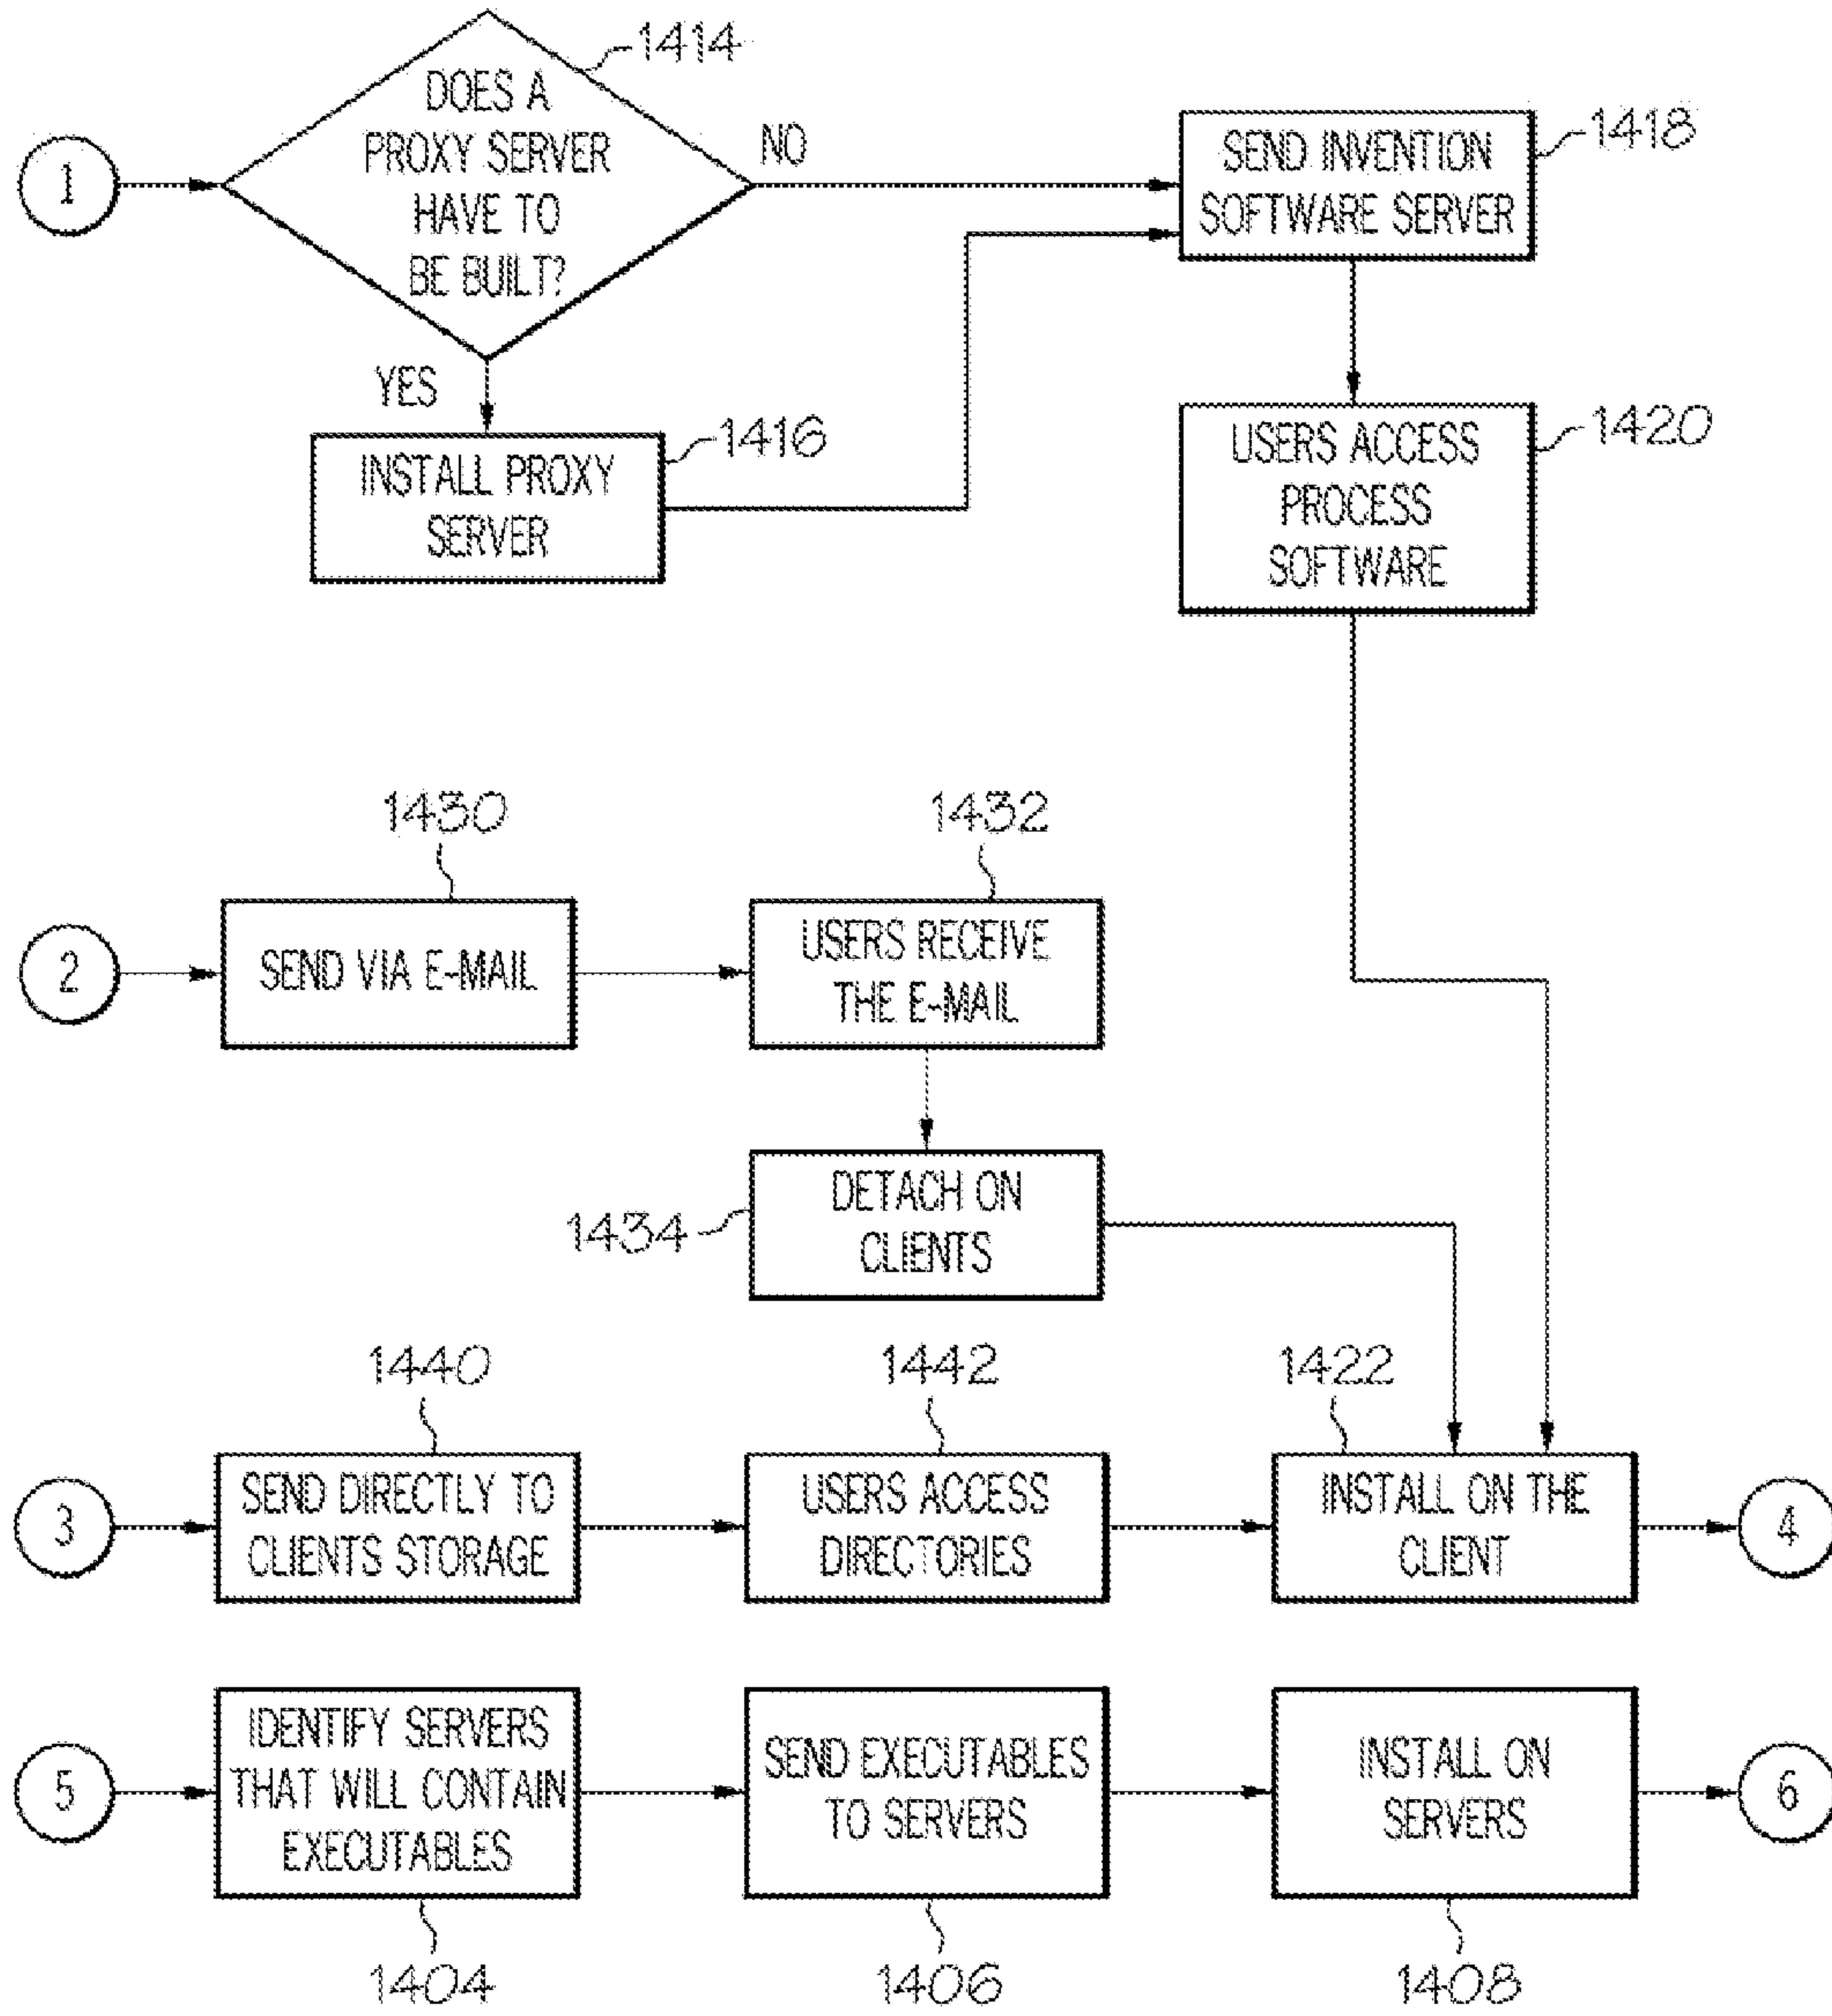 1414
DOES A
PROXY SERVER
HAVE TO
BE BUILT?
1
NO
SEND INVENTION
SOFTWARE SERVER
1418
YES
INSTALL PROXY
SERVER
1416
USERS ACCESS
PROCESS
SOFTWARE
1420
1430
1432
2
SEND VIA E-MAIL
USERS RECEIVE
THE E-MAIL
DETACH ON
CLIENTS
1434
1440
1442
1422
3
SEND DIRECTLY TO
CLIENTS STORAGE
USERS ACCESS
DIRECTORIES
INSTALL ON THE
CLIENT
4
5
IDENTIFY SERVERS
THAT WILL CONTAIN
EXECUTABLES
SEND EXECUTABLES
TO SERVERS
INSTALL ON
SERVERS
6
1404
1406
1408